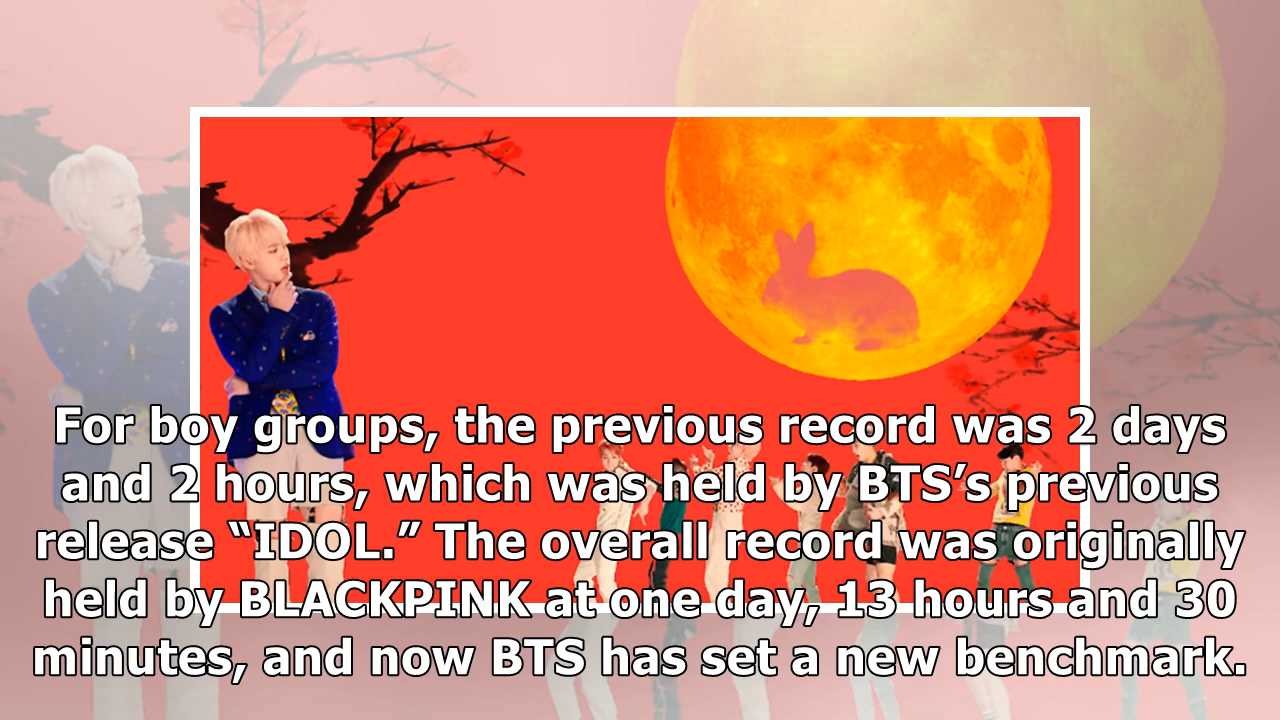 For boy groups, the previous record was 2 days
and 2 hours, which was held by BTS’s previous
release “IDOL.” The overall record was originally
held by BLACKPINK at one day, 13 hours and 30
minutes, and now BTS has set a new benchmark.